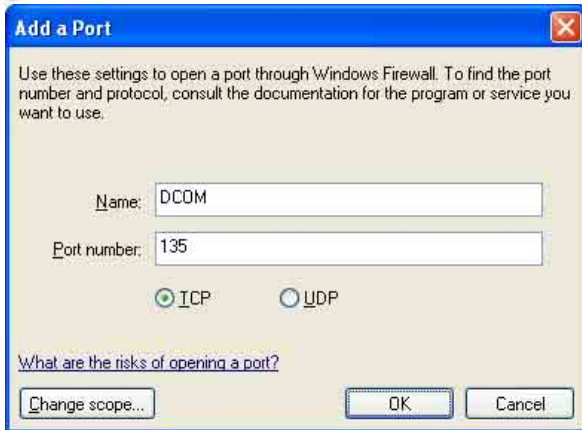 Add a Port
Use these settings to open a port through Windows Firewall. To find the port
number and protocol, consult the documentation for the program or service you
want to use.
Name: DCOM
Port number: 135
TCP UDP
What are the risks of opening a port?
Change scope... OK Cancel